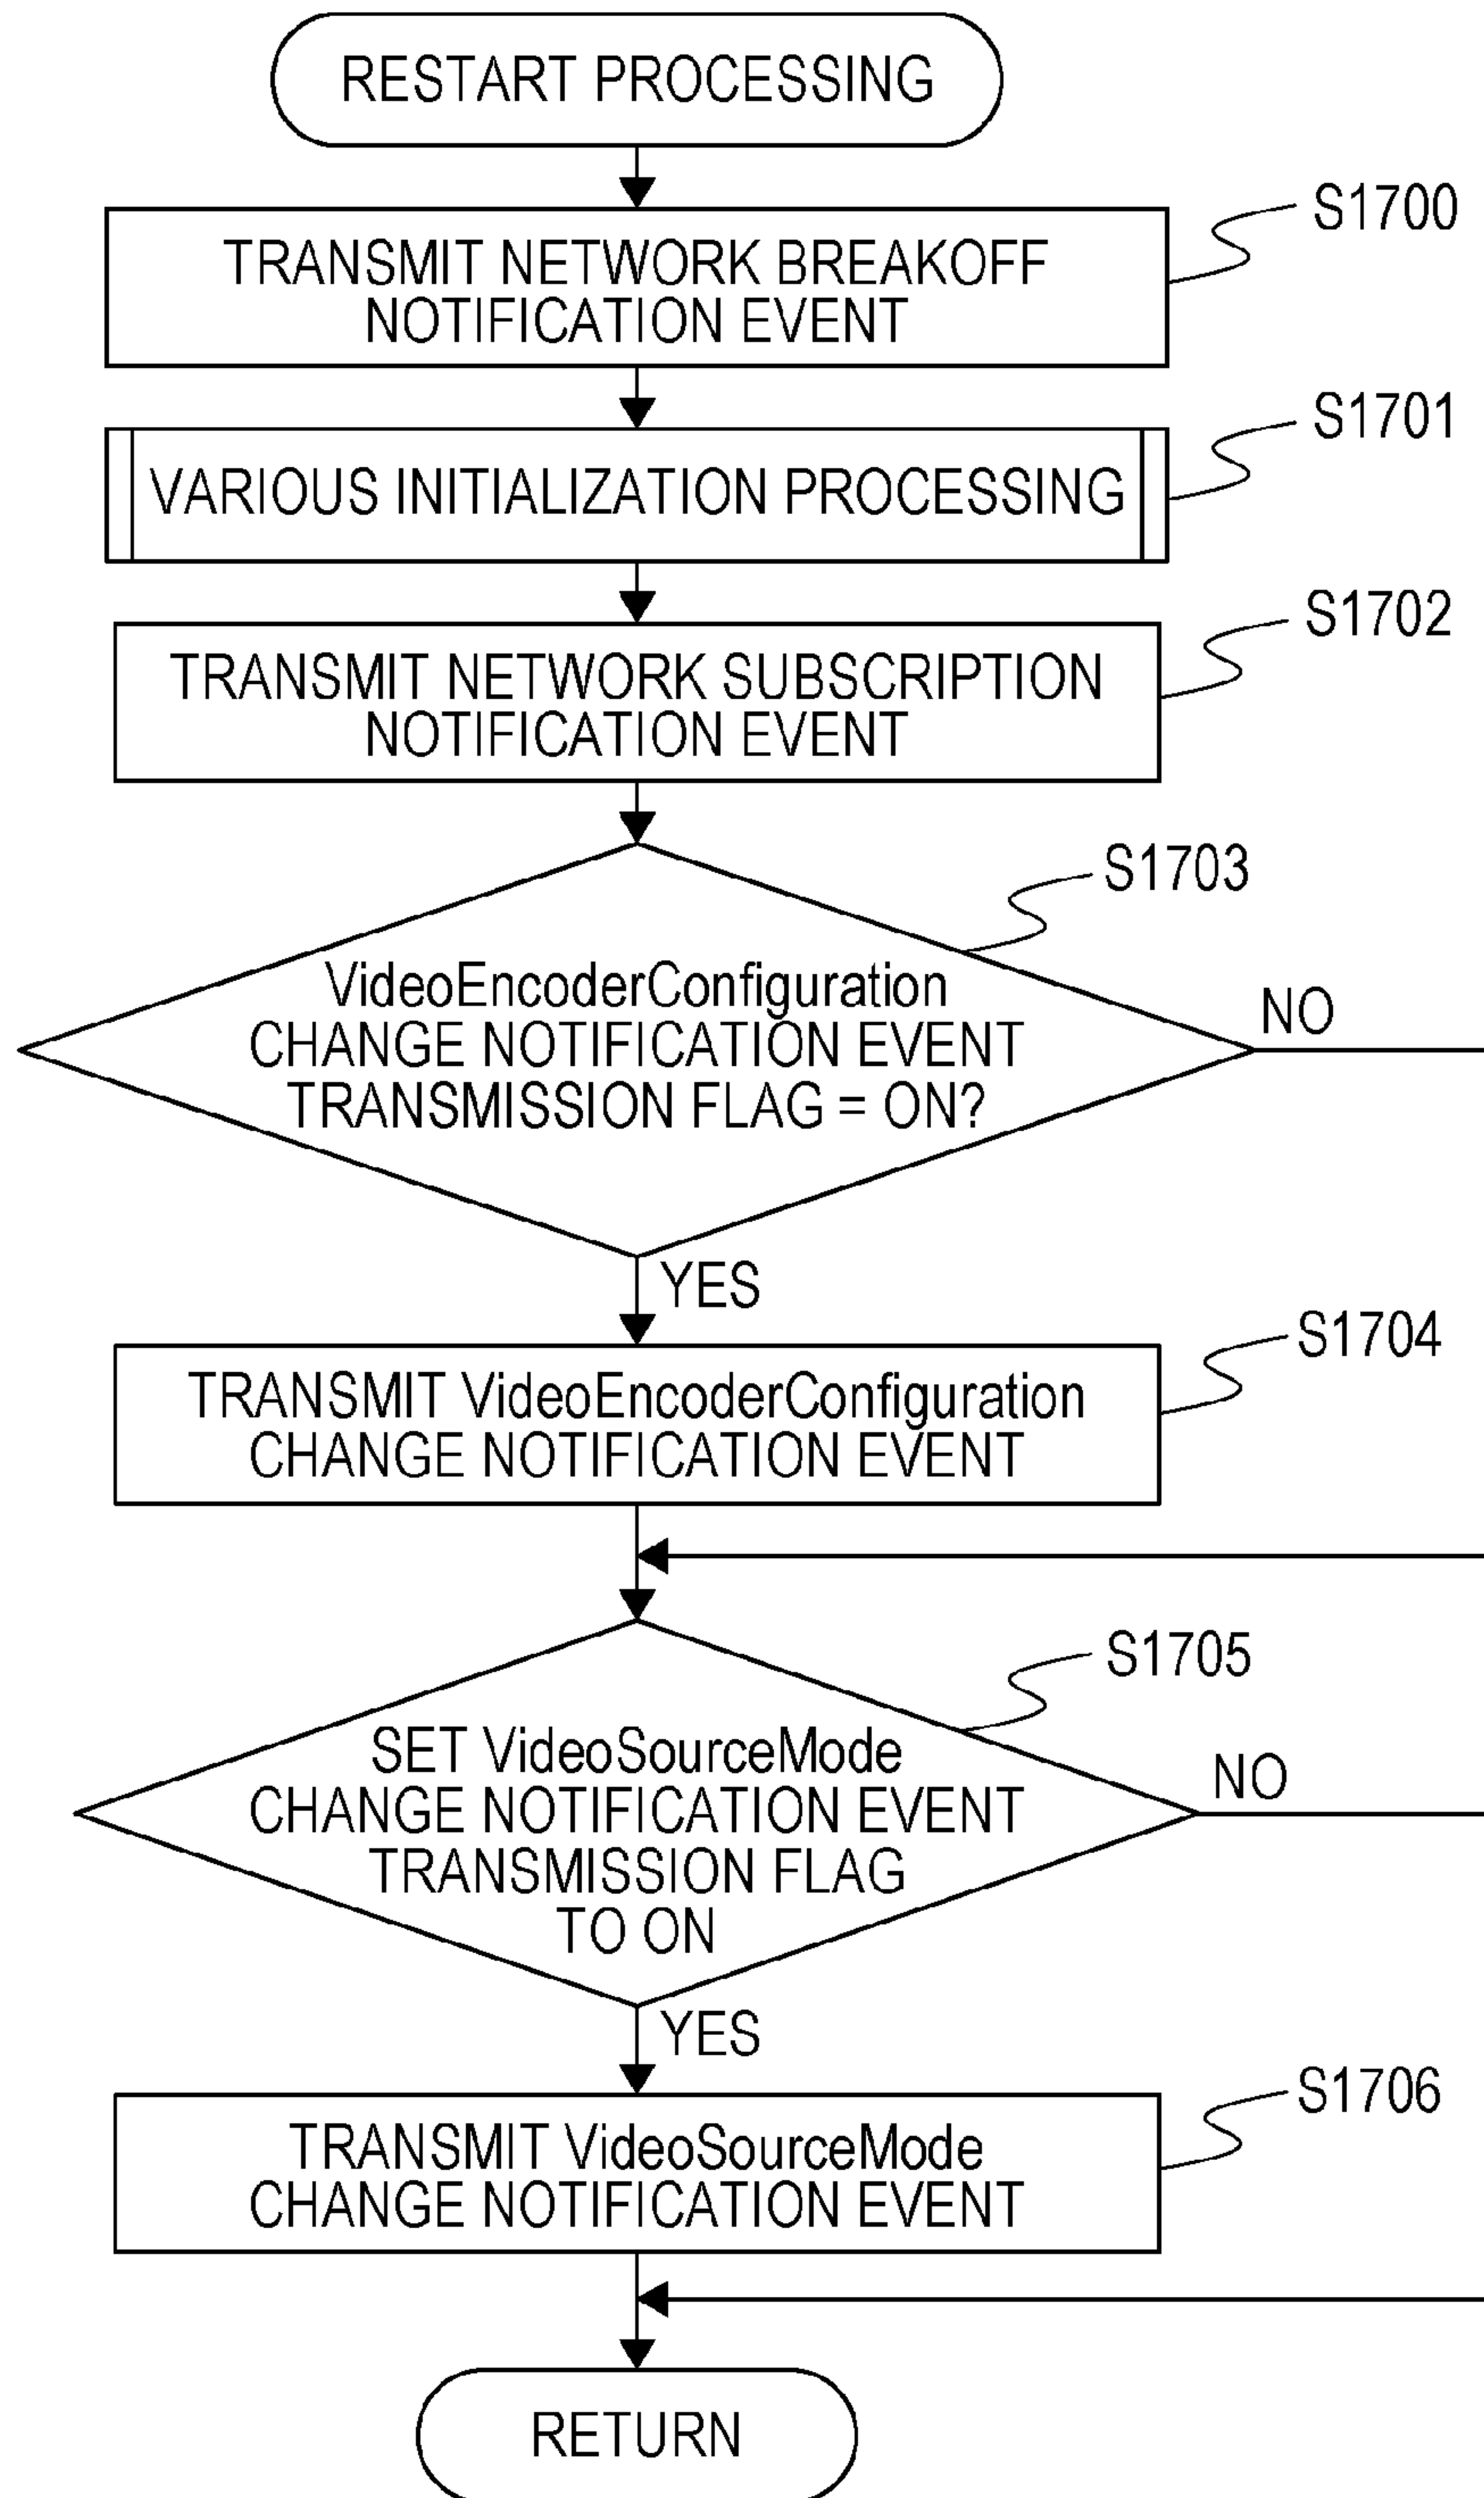 RESTART PROCESSING
S1700
TRANSMIT NETWORK BREAKOFF
NOTIFICATION EVENT
S1701
VARIOUS INITIALIZATION PROCESSING
S1702
TRANSMIT NETWORK SUBSCRIPTION
NOTIFICATION EVENT
S1703
VideoEncoderConfiguration
CHANGE NOTIFICATION EVENT
TRANSMISSION FLAG = ON?
NO
YES
S1704
TRANSMIT VideoEncoderConfiguration
CHANGE NOTIFICATION EVENT
S1705
SET VideoSourceMode
CHANGE NOTIFICATION EVENT
TRANSMISSION FLAG
TO ON
NO
YES
S1706
TRANSMIT VideoSourceMode
CHANGE NOTIFICATION EVENT
RETURN